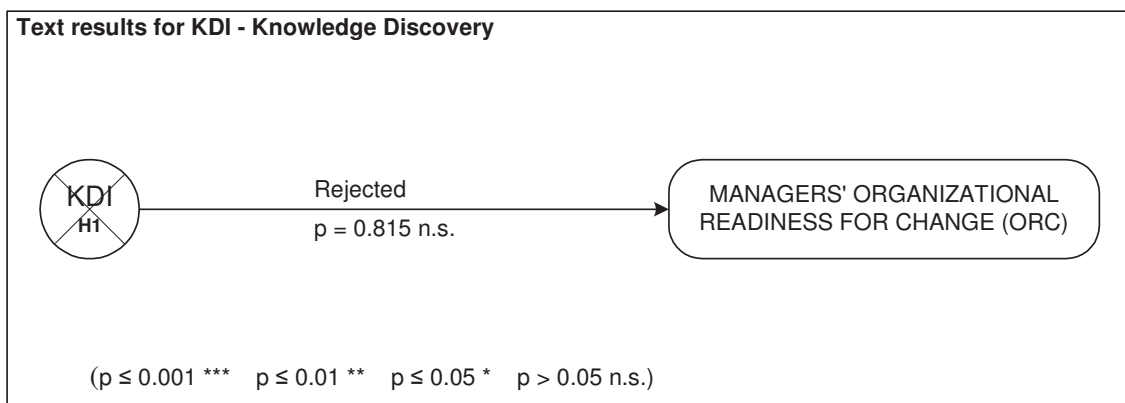 Text results for KDI - Knowledge Discovery
KDI
H1
Rejected
p = 0.815 n.s.
MANAGERS' ORGANIZATIONAL
READINESS FOR CHANGE (ORC)
(p ≤ 0.001 *** p ≤ 0.01 ** p ≤ 0.05 * p > 0.05 n.s.)